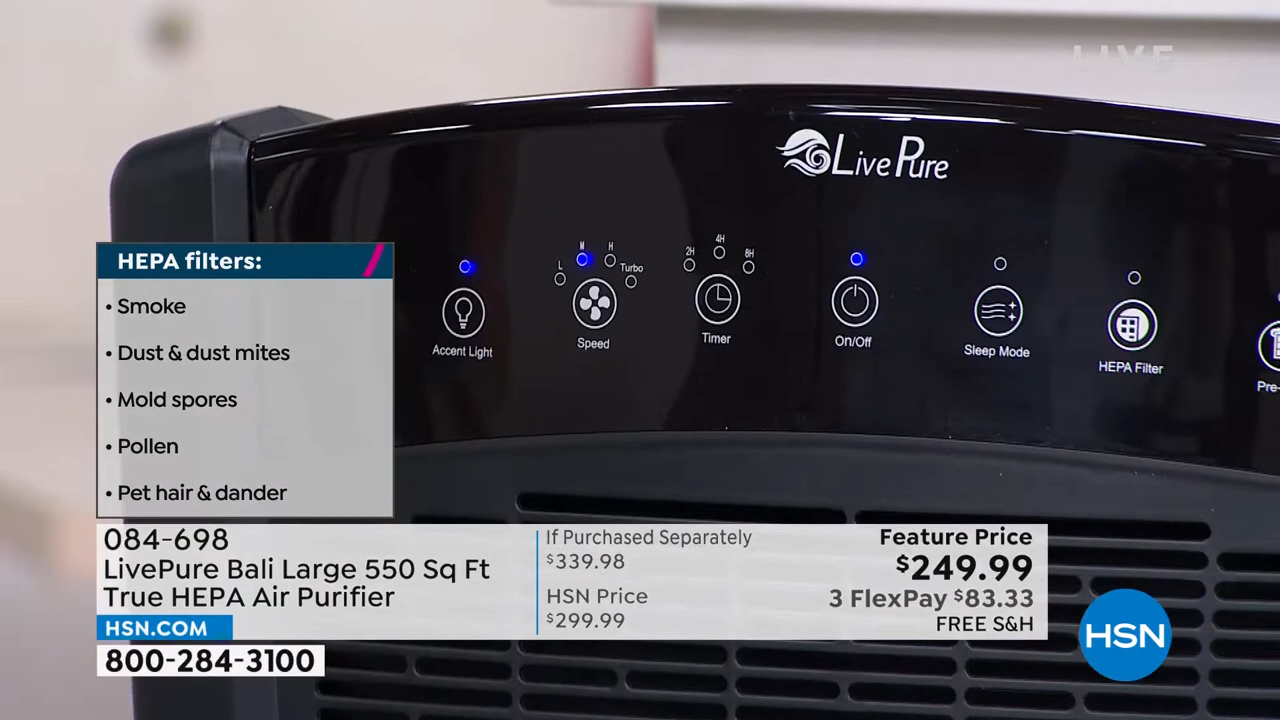 LIVE
LivePure
M
H
L
Turbo
2H
4H
8H
Accent Light
Speed
Timer
On/Off
Sleep Mode
HEPA Filter
Pre-
HEPA filters:
• Smoke
• Dust & dust mites
• Mold spores
• Pollen
• Pet hair & dander
084-698
LivePure Bali Large 550 Sq Ft
True HEPA Air Purifier
HSN.COM
800-284-3100
If Purchased Separately
$339.98
HSN Price
$299.99
Feature Price
$249.99
3 FlexPay $83.33
FREE S&H
HSN